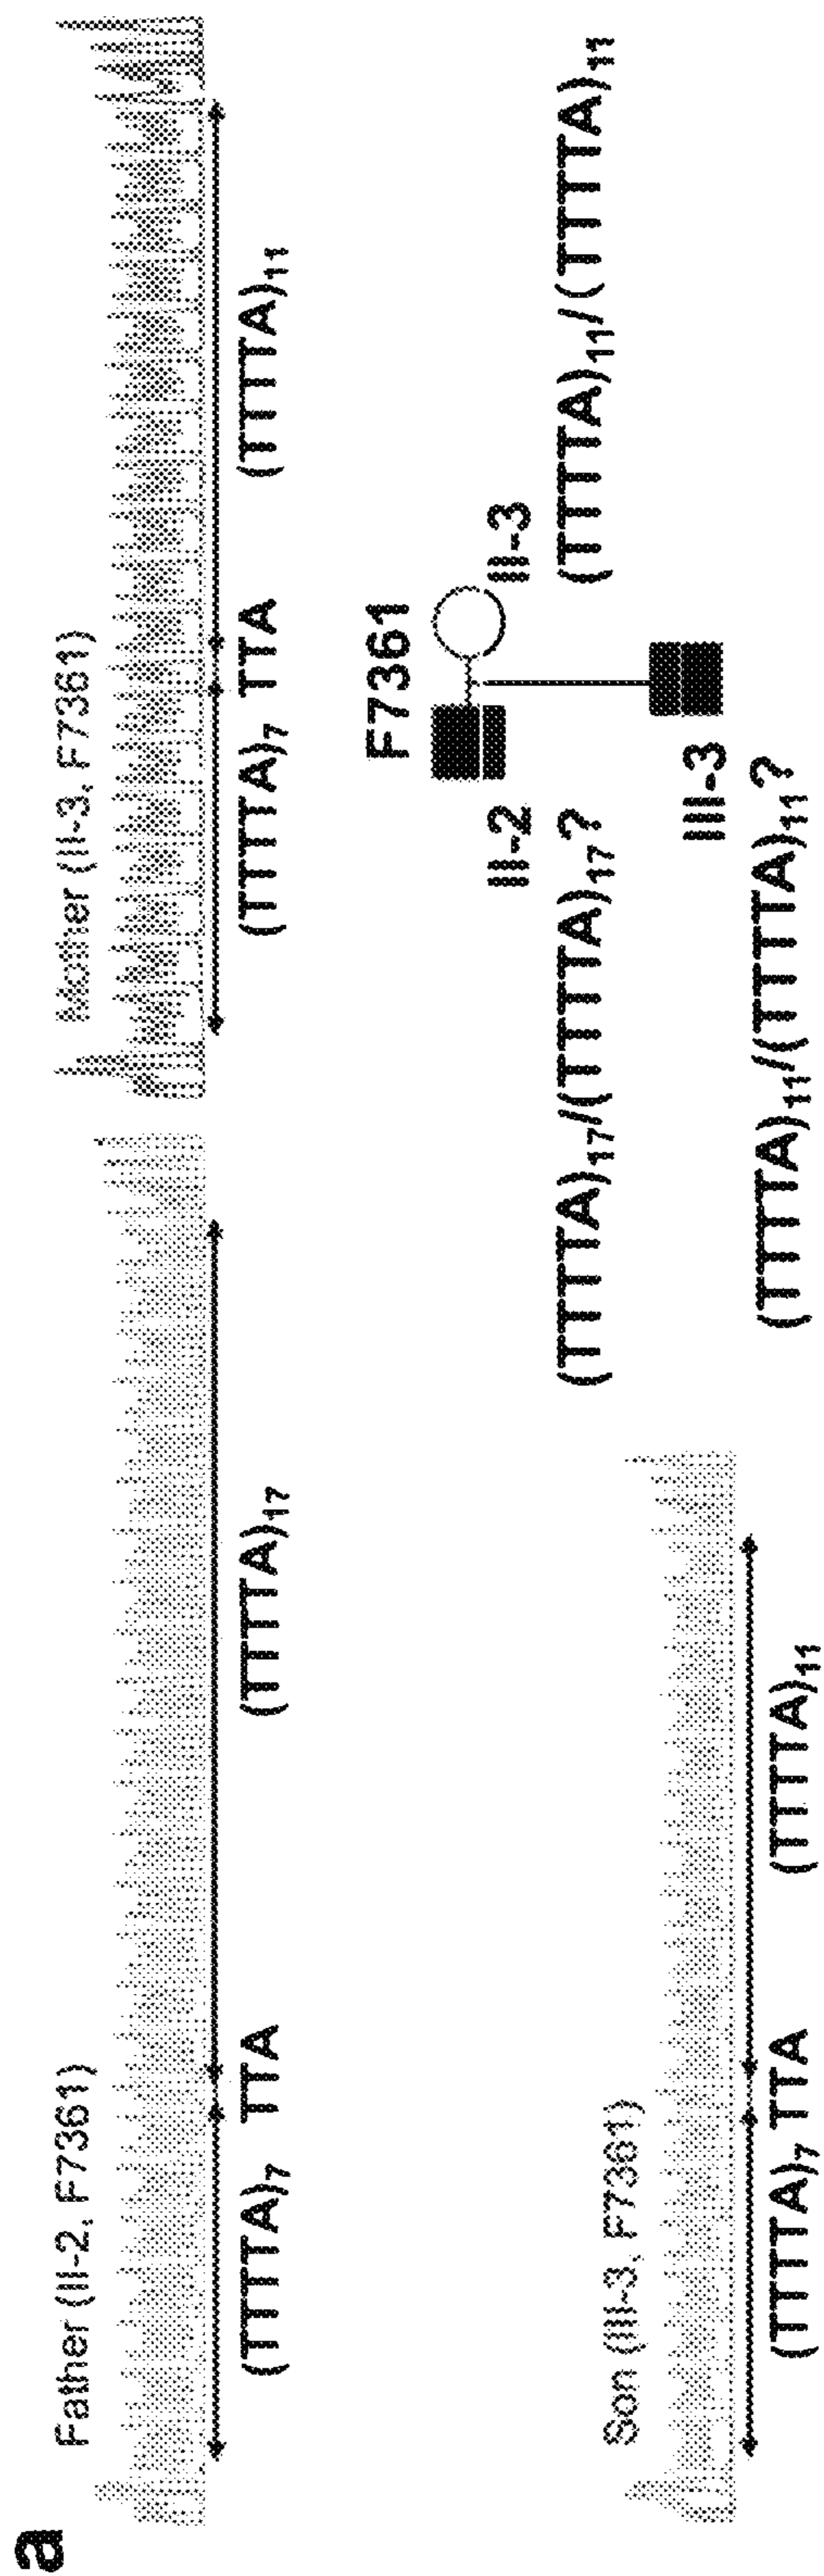 a
Father (II-2, F7361)
(TTTTA)7 TTA (TTTTA)17
Mother (II-3, F7361)
(TTTTA)7 TTA (TTTTA)11
F7361
II-2
II-3
(TTTTA)17/(TTTTA)17?
(TTTTA)11/(TTTTA)11
III-3
(TTTTA)11/(TTTTA)11?
Son (III-3, F7361)
(TTTTA)7 TTA (TTTTA)11